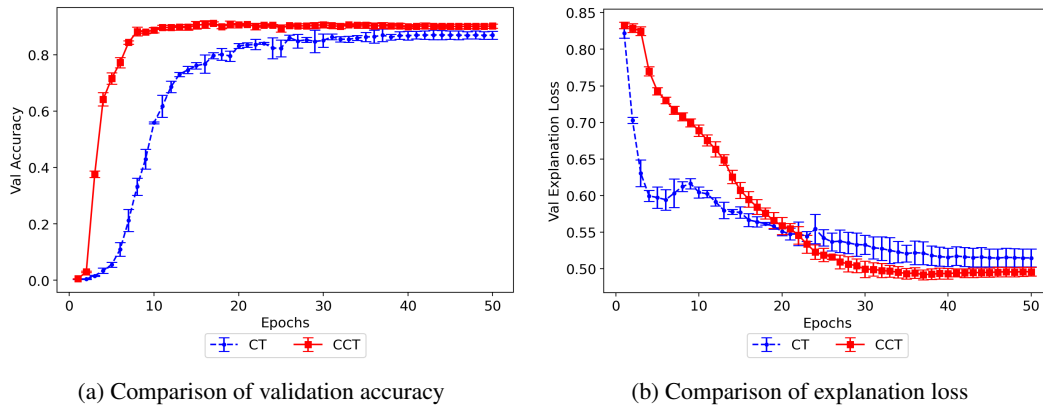 Val Accuracy
0.8
0.6
0.4
0.2
0.0
0 10 20 30 40 50
Epochs
CT CCT
(a) Comparison of validation accuracy
Val Explanation Loss
0.85
0.80
0.75
0.70
0.65
0.60
0.55
0.50
0 10 20 30 40 50
Epochs
CT CCT
(b) Comparison of explanation loss